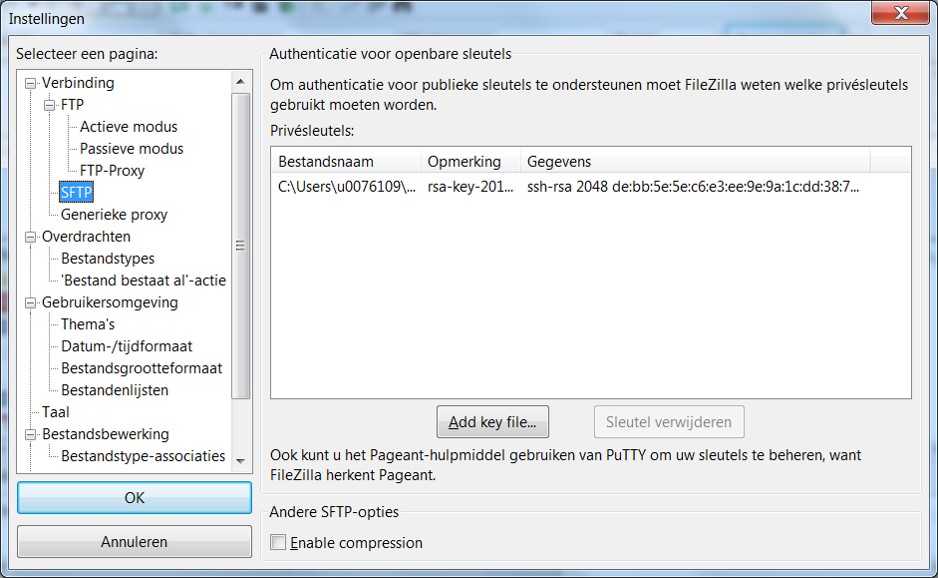 Instellingen
Selecteer een pagina:
Verbinding
FTP
Actieve modus
Passieve modus
FTP-Proxy
SFTP
Generieke proxy
Overdrachten
Bestandstypes
'Bestand bestaat al'-actie
Gebruikersomgeving
Thema's
Datum-/tijdformaat
Bestandsgrootteformaat
Bestandenlijsten
Taal
Bestandsbewerking
Bestandstype-associaties
OK
Annuleren
Authenticatie voor openbare sleutels
Om authenticatie voor publieke sleutels te ondersteunen moet FileZilla weten welke privésleutels
gebruikt moeten worden.
Privésleutels:
Bestandsnaam Opmerking Gegevens
C:\Users\u0076109\... rsa-key-201... ssh-rsa 2048 de:bb:5e:5e:c6:e3:ee:9e:9a:1c:dd:38:7...
Add key file... Sleutel verwijderen
Ook kunt u het Pageant-hulpmiddel gebruiken van PuTTY om uw sleutels te beheren, want
FileZilla herkent Pageant.
Andere SFTP-opties
Enable compression